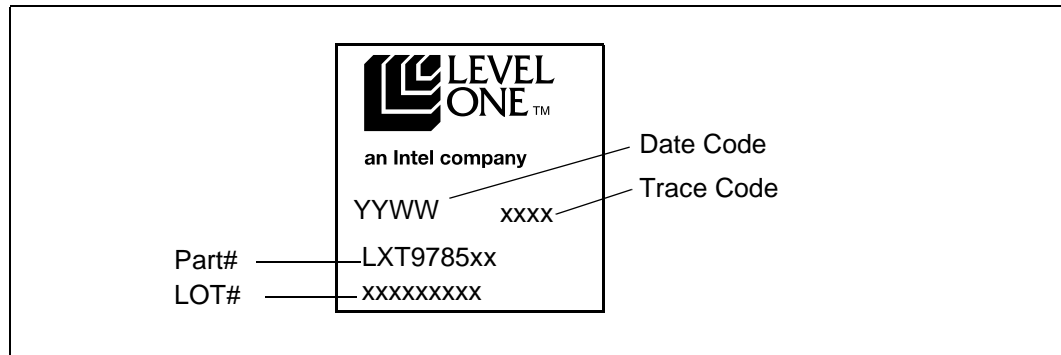 LEVEL
ONE™
an Intel company
Date Code
Trace Code
YYWW xxxx
Part# LXT9785xx
LOT# xxxxxxxxx